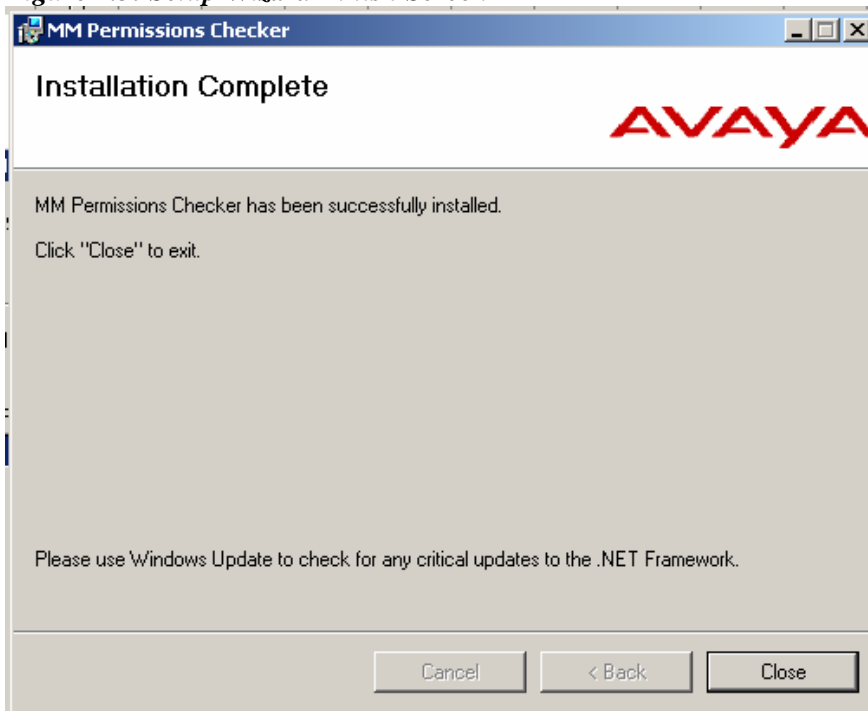 MM Permissions Checker
Installation Complete
AVAYA
MM Permissions Checker has been successfully installed.
Click "Close" to exit.
Please use Windows Update to check for any critical updates to the .NET Framework.
Cancel
< Back
Close